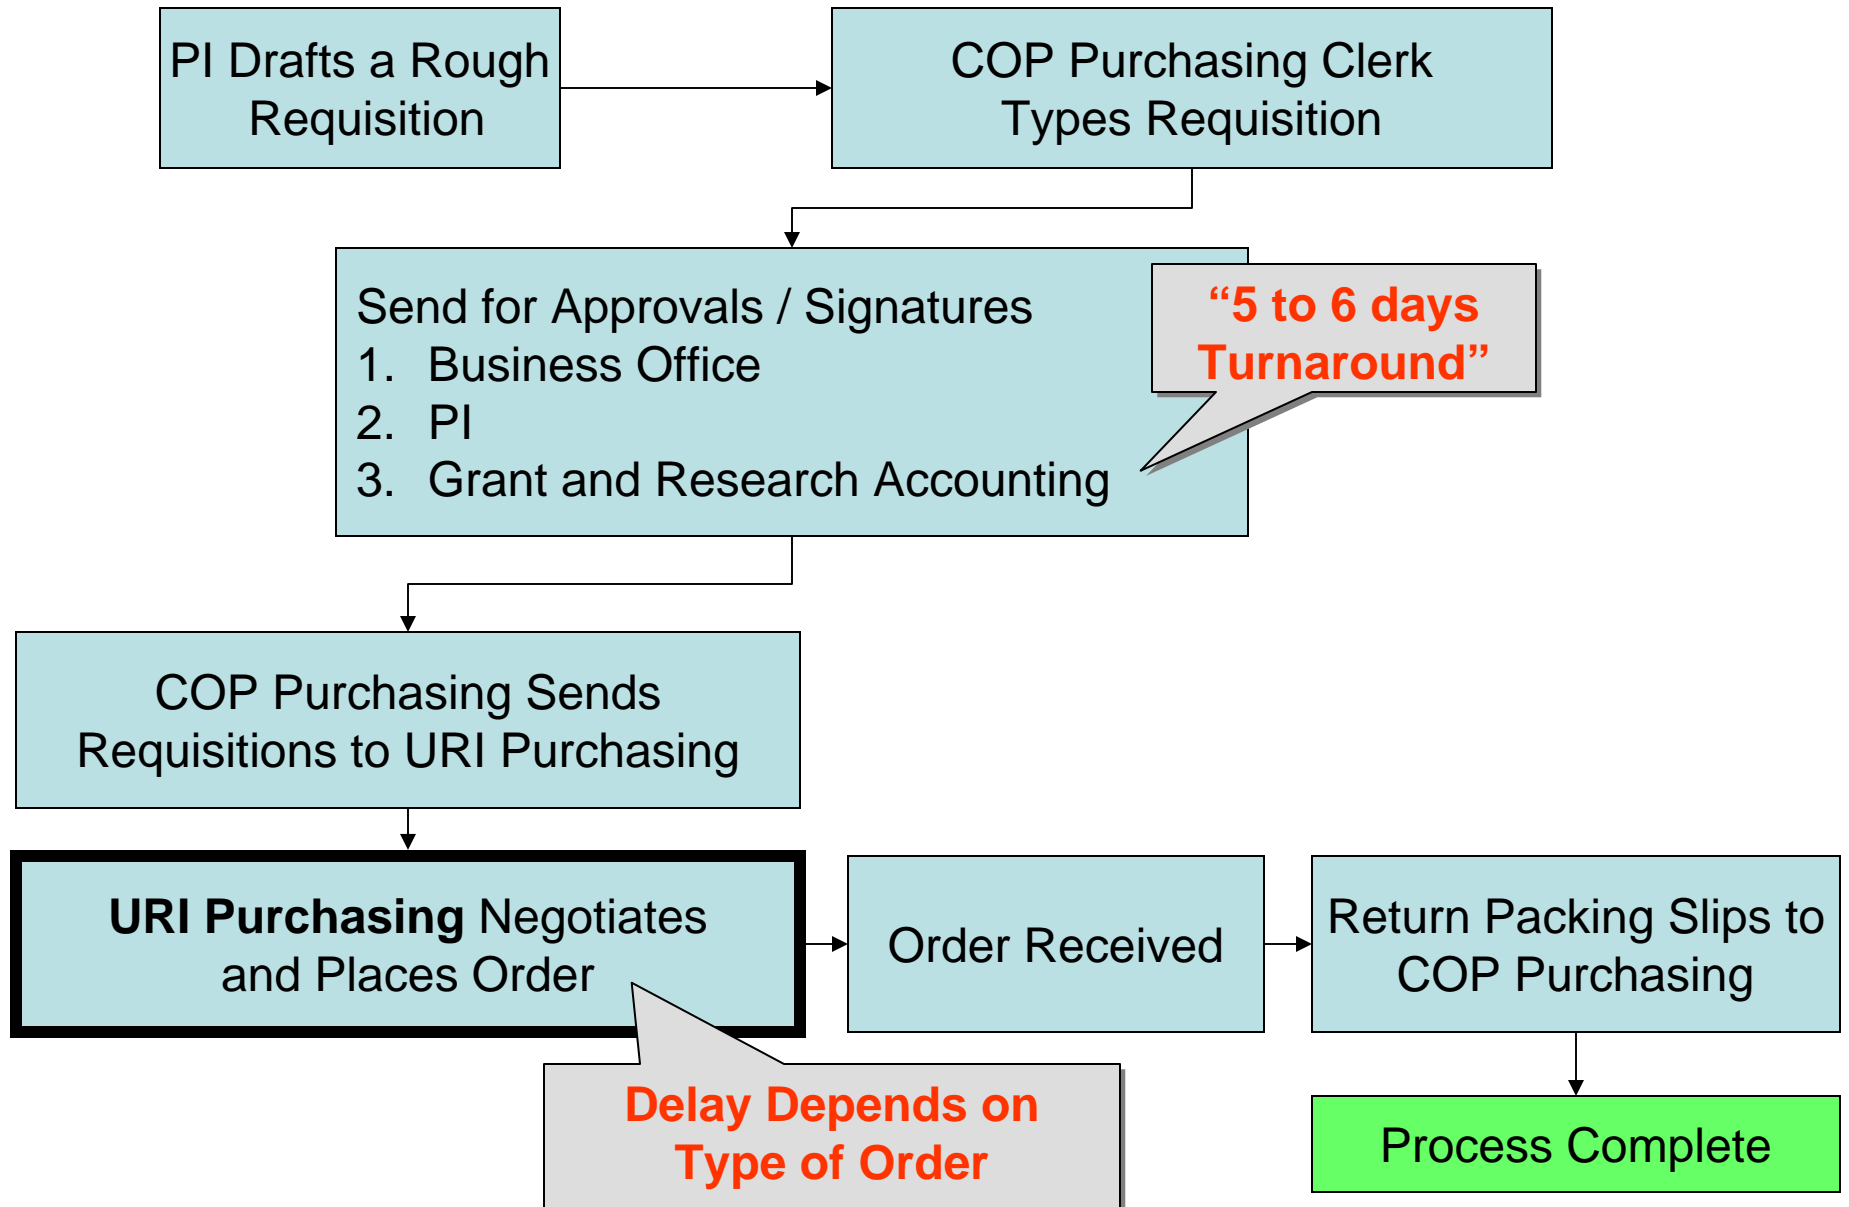 PI Drafts a Rough
Requisition
COP Purchasing Clerk
Types Requisition
Send for Approvals / Signatures
1. Business Office
2. PI
3. Grant and Research Accounting
“5 to 6 days
Turnaround”
COP Purchasing Sends
Requisitions to URI Purchasing
URI Purchasing Negotiates
and Places Order
Delay Depends on
Type of Order
Order Received
Return Packing Slips to
COP Purchasing
Process Complete